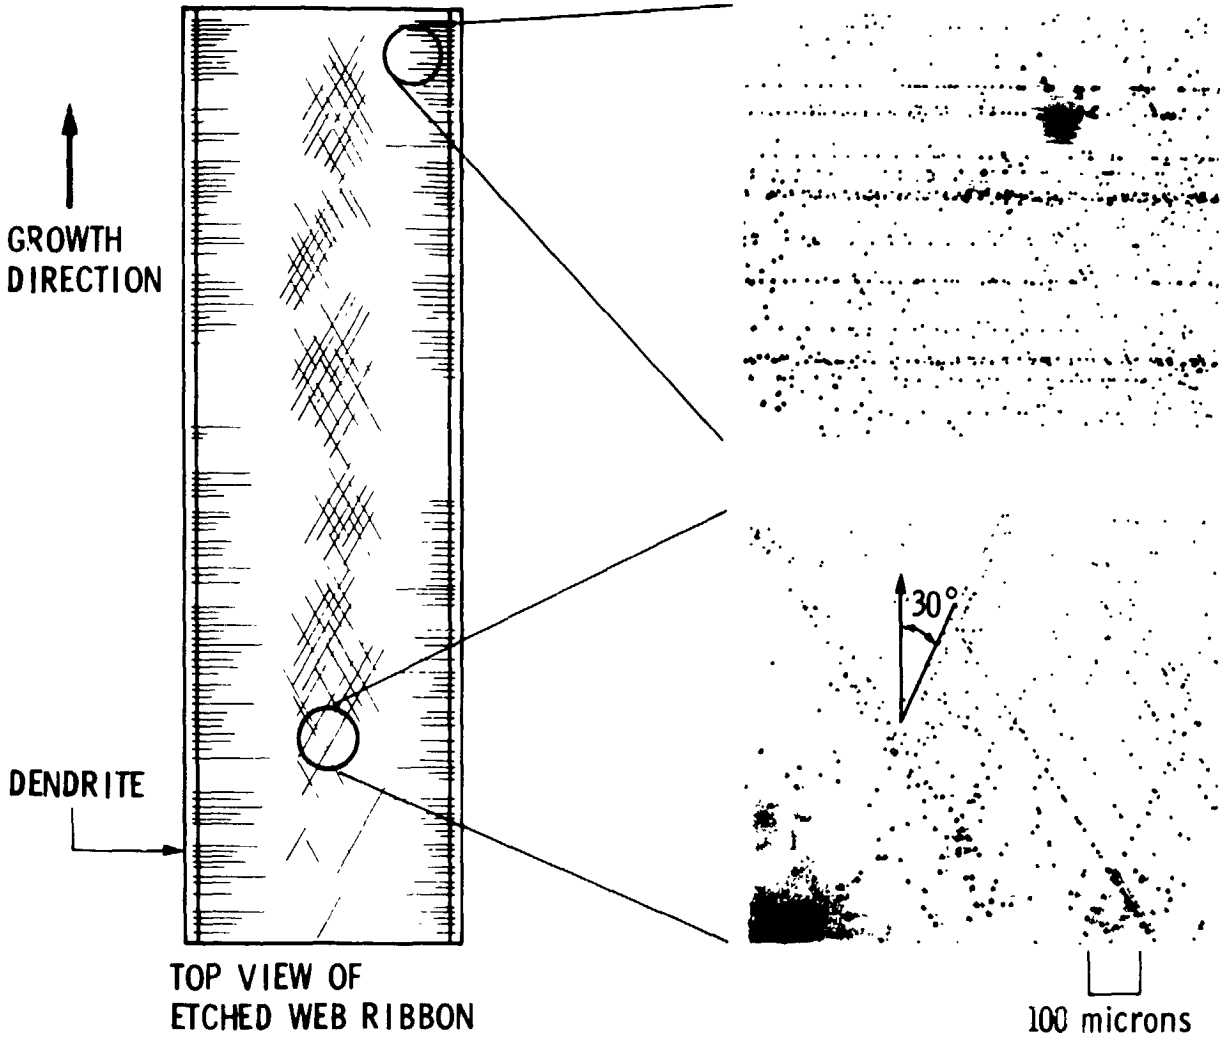 GROWTH
DIRECTION
30°
DENDRITE
TOP VIEW OF
ETCHED WEB RIBBON
100 microns